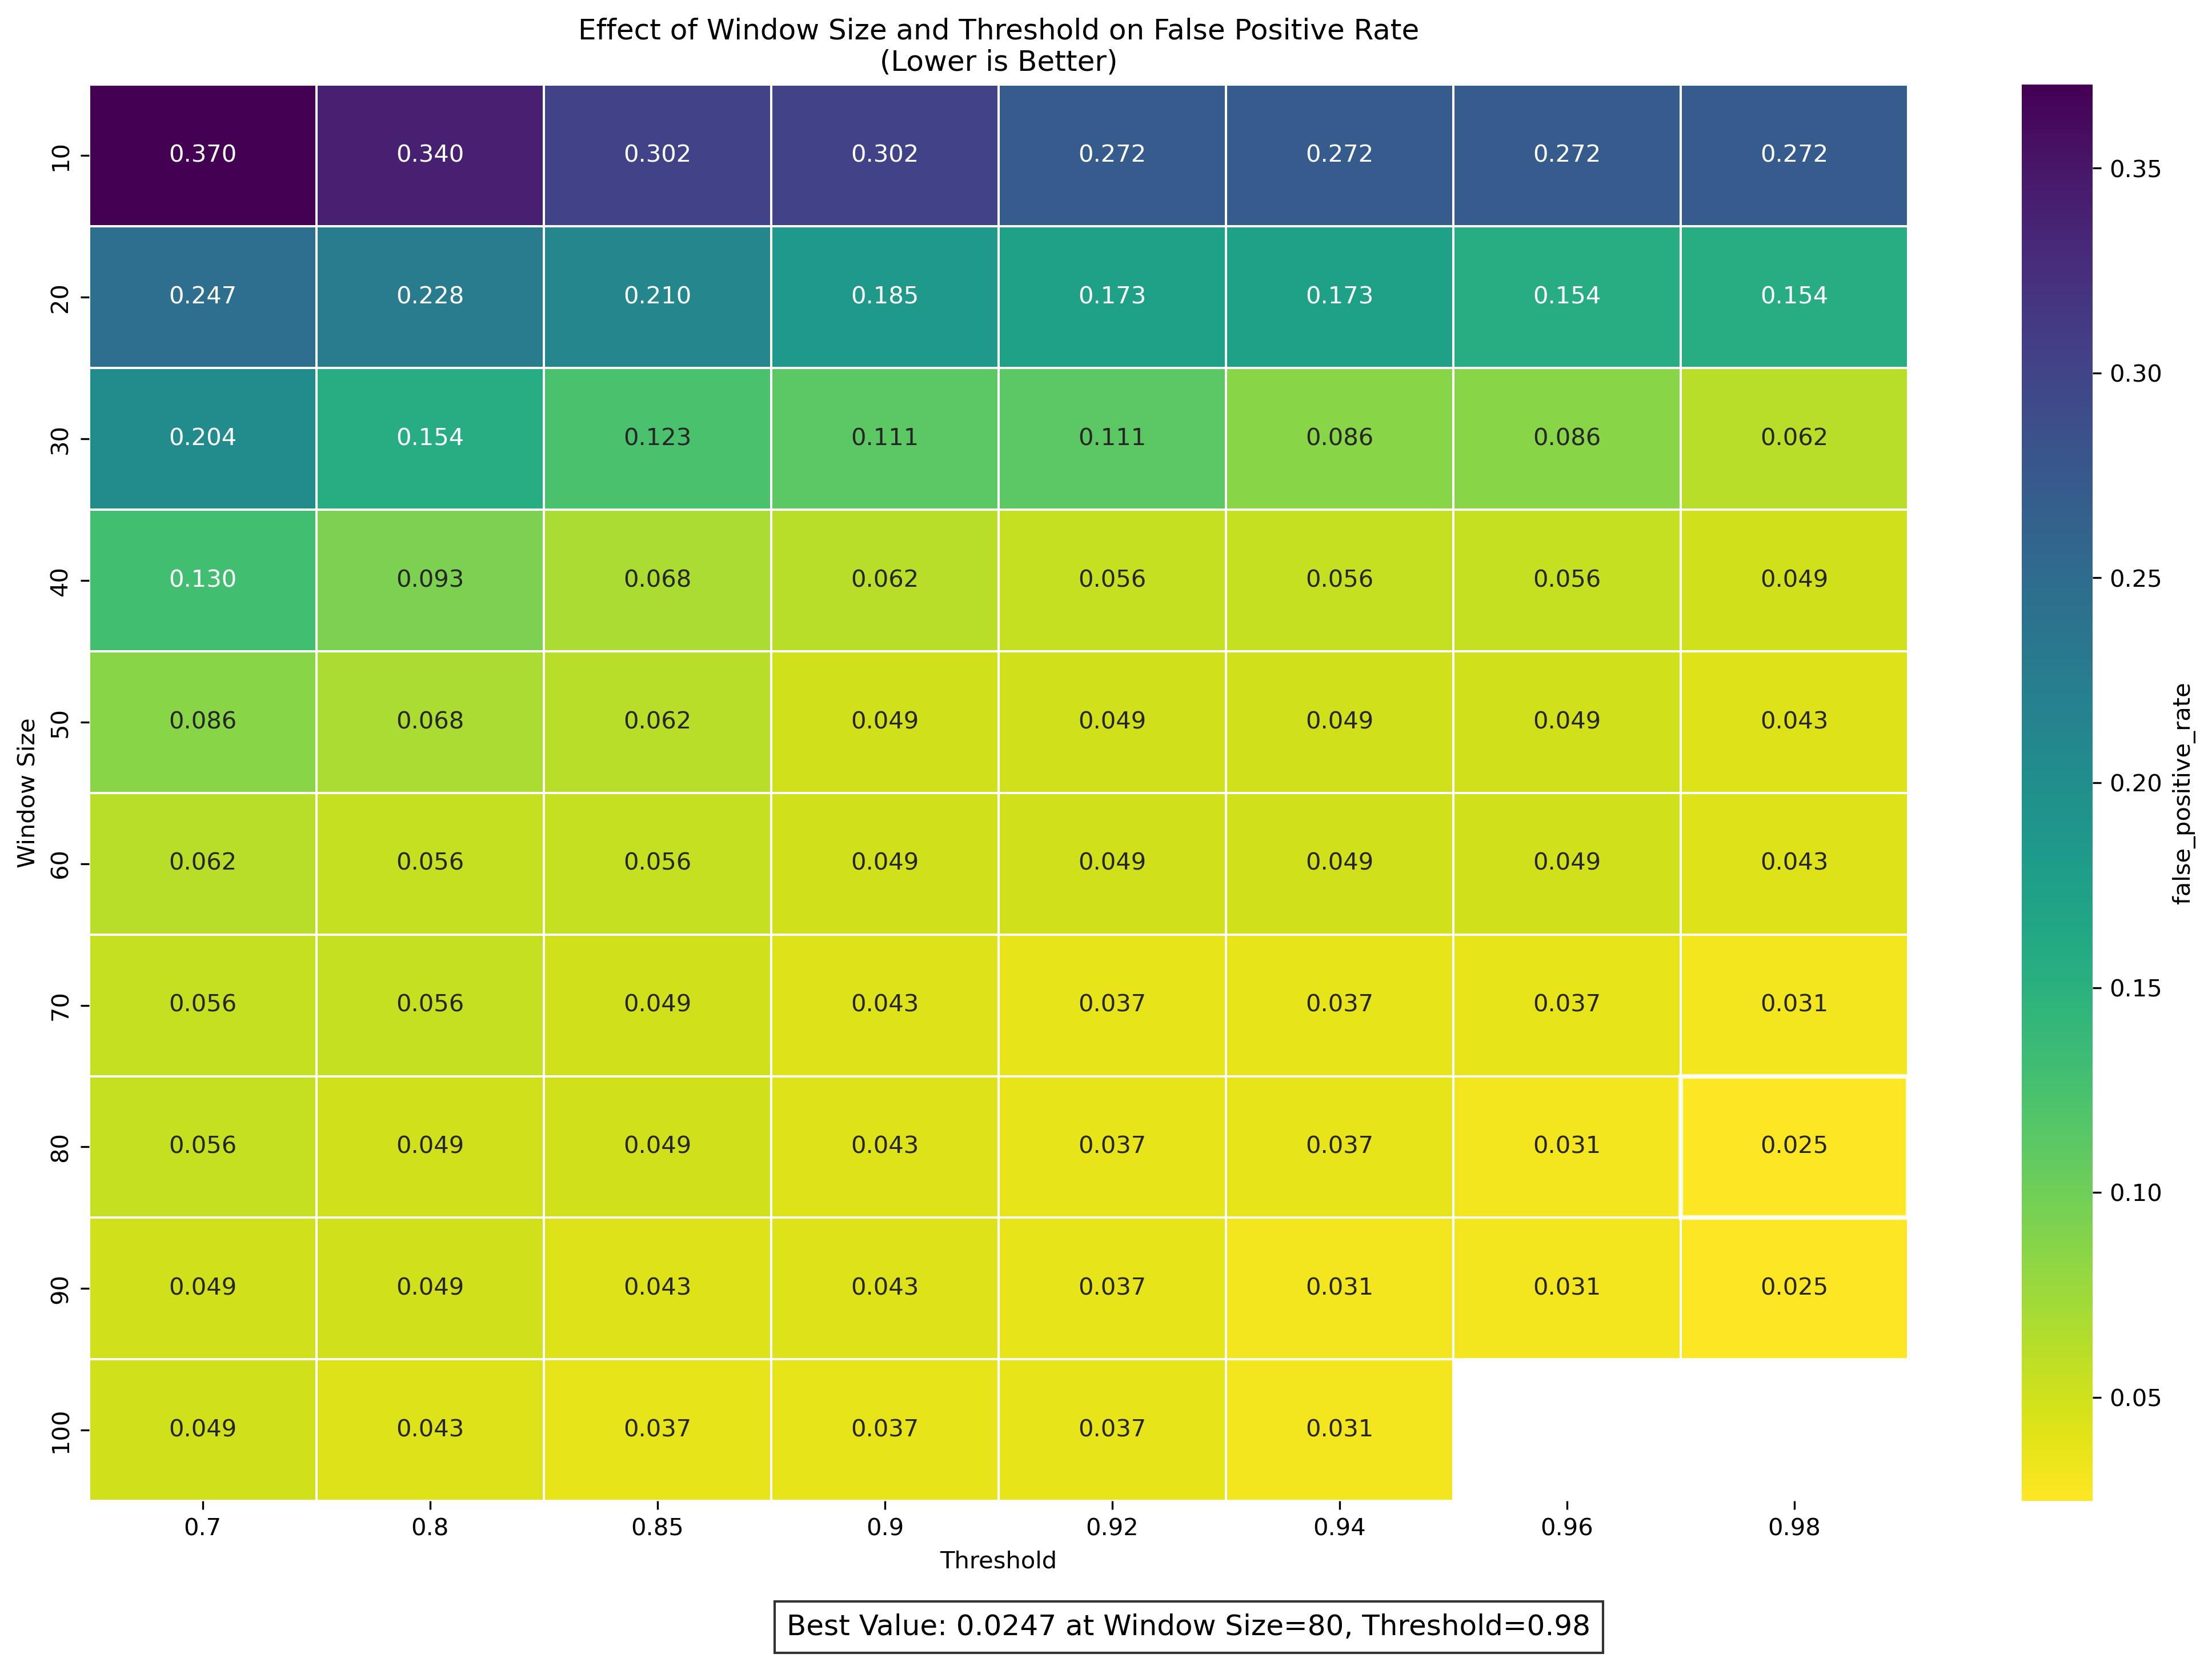 Effect of Window Size and Threshold on False Positive Rate
(Lower is Better)
10 0.370 0.340 0.302 0.302 0.272 0.272 0.272 0.272
20 0.247 0.228 0.210 0.185 0.173 0.173 0.154 0.154
30 0.204 0.154 0.123 0.111 0.111 0.086 0.086 0.062
40 0.130 0.093 0.068 0.062 0.056 0.056 0.056 0.049
50 0.086 0.068 0.062 0.049 0.049 0.049 0.049 0.043
60 0.062 0.056 0.056 0.049 0.049 0.049 0.049 0.043
70 0.056 0.056 0.049 0.043 0.037 0.037 0.037 0.031
80 0.056 0.049 0.049 0.043 0.037 0.037 0.031 0.025
90 0.049 0.049 0.043 0.043 0.037 0.031 0.031 0.025
100 0.049 0.043 0.037 0.037 0.037 0.031
Window Size
0.7 0.8 0.85 0.9 0.92 0.94 0.96 0.98
Threshold
0.35
0.30
0.25
0.20
0.15
0.10
0.05
false_positive_rate
Best Value: 0.0247 at Window Size=80, Threshold=0.98